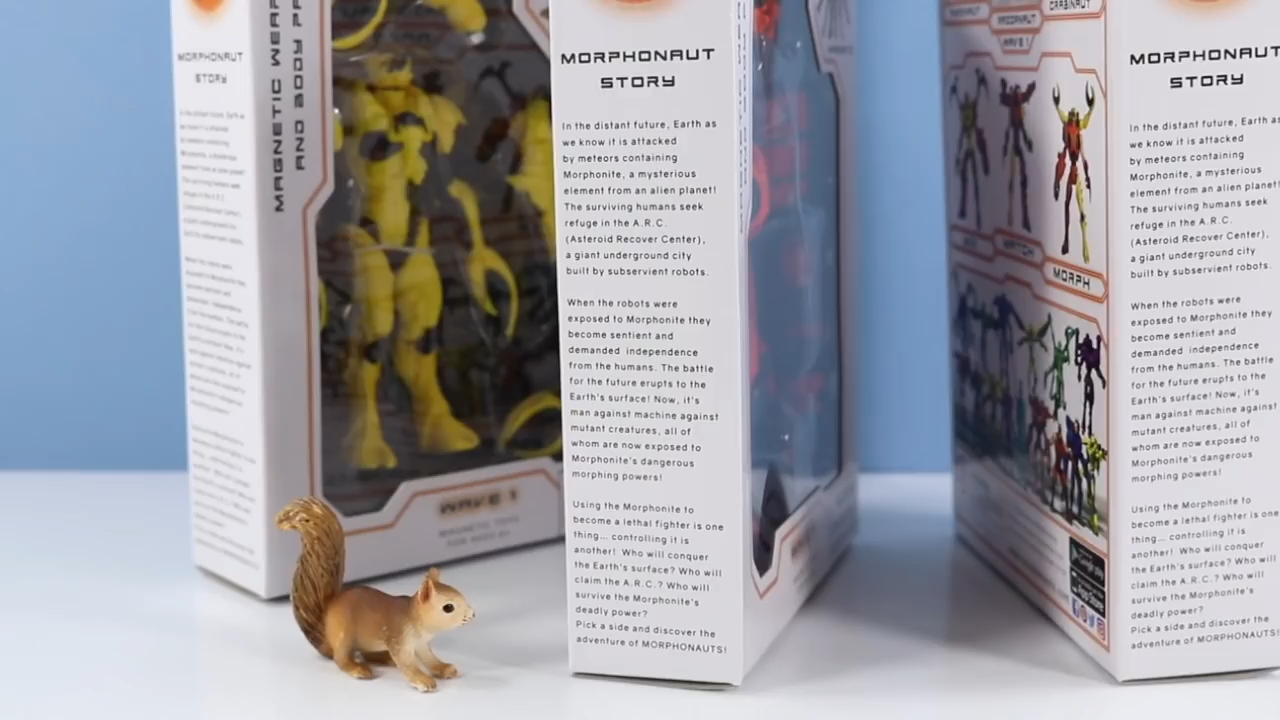 MORPHONAUT
STORY
MAGNETIC WEAP
AND BODY PA
WAVE 1
MAGNETIC TOYS
FOR AGES 8+
MORPHONAUT
STORY
In the distant future, Earth as
we know it is attacked
by meteors containing
Morphonite, a mysterious
element from an alien planet!
The surviving humans seek
refuge in the A.R.C.
(Asteroid Recover Center),
a giant underground city
built by subservient robots.
When the robots were
exposed to Morphonite they
become sentient and
demanded independence
from the humans. The battle
for the future erupts to the
Earth's surface! Now, it's
man against machine against
mutant creatures, all of
whom are now exposed to
Morphonite's dangerous
morphing powers!
Using the Morphonite to
become a lethal fighter is one
thing... controlling it is
another! Who will conquer
the Earth's surface? Who will
claim the A.R.C.? Who will
survive the Morphonite's
deadly power?
Pick a side and discover the
adventure of MORPHONAUTS!
WAVE 1
MIX
MATCH
MORPH
Google play
App Store
MORPHONAUT
STORY
In the distant future, Earth as
we know it is attacked
by meteors containing
Morphonite, a mysterious
element from an alien planet!
The surviving humans seek
refuge in the A.R.C.
(Asteroid Recover Center),
a giant underground city
built by subservient robots.
When the robots were
exposed to Morphonite they
become sentient and
demanded independence
from the humans. The battle
for the future erupts to the
Earth's surface! Now, it's
man against machine against
mutant creatures, all of
whom are now exposed to
Morphonite's dangerous
morphing powers!
Using the Morphonite to
become a lethal fighter is one
thing... controlling it is
another! Who will conquer
the Earth's surface? Who will
claim the A.R.C.? Who will
survive the Morphonite's
deadly power?
Pick a side and discover the
adventure of MORPHONAUTS!